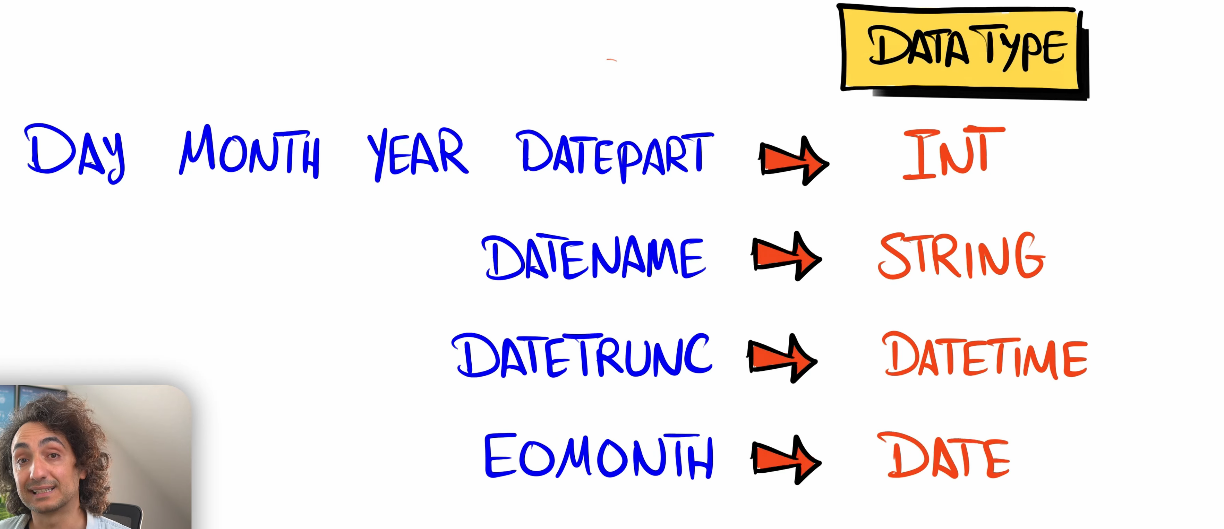 DATA TYPE
DAY MONTH YEAR DATEPART INT
DATENAME STRING
DATETRUNC DATETIME
EOMONTH DATE